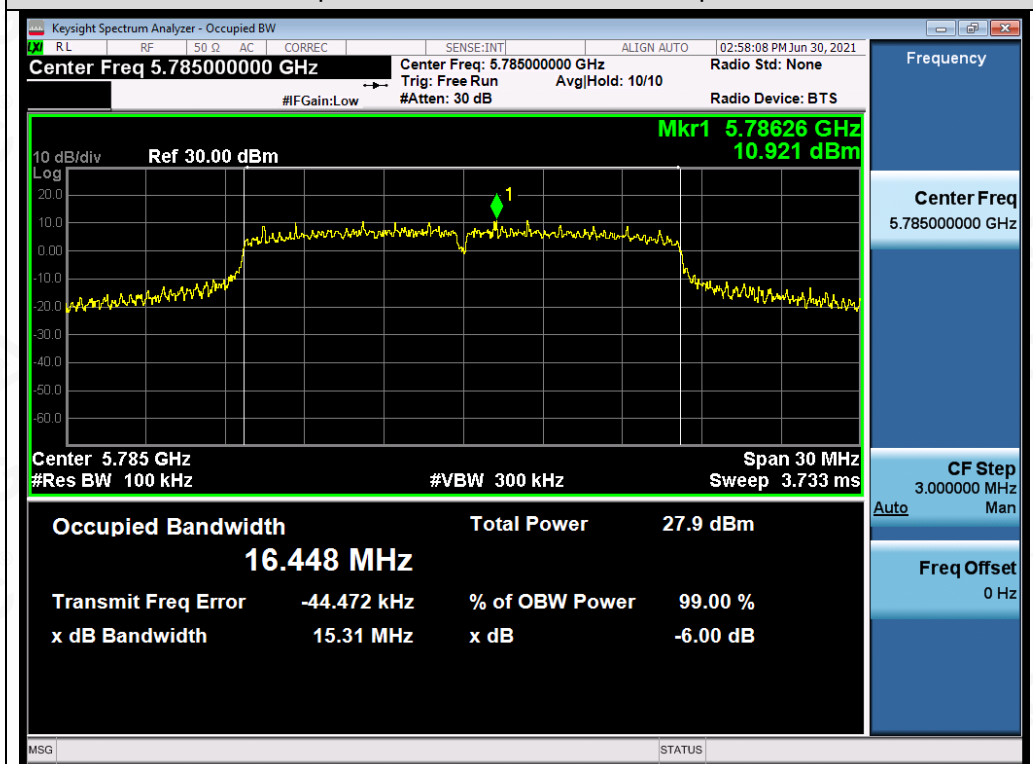 Keysight Spectrum Analyzer - Occupied BW
LXI RL RF 50 Ω AC CORREC SENSE:INT ALIGN AUTO 02:58:08 PM Jun 30, 2021
Center Freq 5.785000000 GHz
Center Freq: 5.785000000 GHz Radio Std: None
Trig: Free Run Avg|Hold: 10/10
#IFGain:Low #Atten: 30 dB Radio Device: BTS
Mkr1 5.78626 GHz
10.921 dBm
10 dB/div Ref 30.00 dBm
Log
20.0
10.0
0.00
-10.0
-20.0
-30.0
-40.0
-50.0
-60.0
1
Center 5.785 GHz Span 30 MHz
#Res BW 100 kHz #VBW 300 kHz Sweep 3.733 ms
Occupied Bandwidth Total Power 27.9 dBm
16.448 MHz
Transmit Freq Error -44.472 kHz % of OBW Power 99.00 %
x dB Bandwidth 15.31 MHz x dB -6.00 dB
Frequency
Center Freq
5.785000000 GHz
CF Step
3.000000 MHz
Auto Man
Freq Offset
0 Hz
MSG STATUS